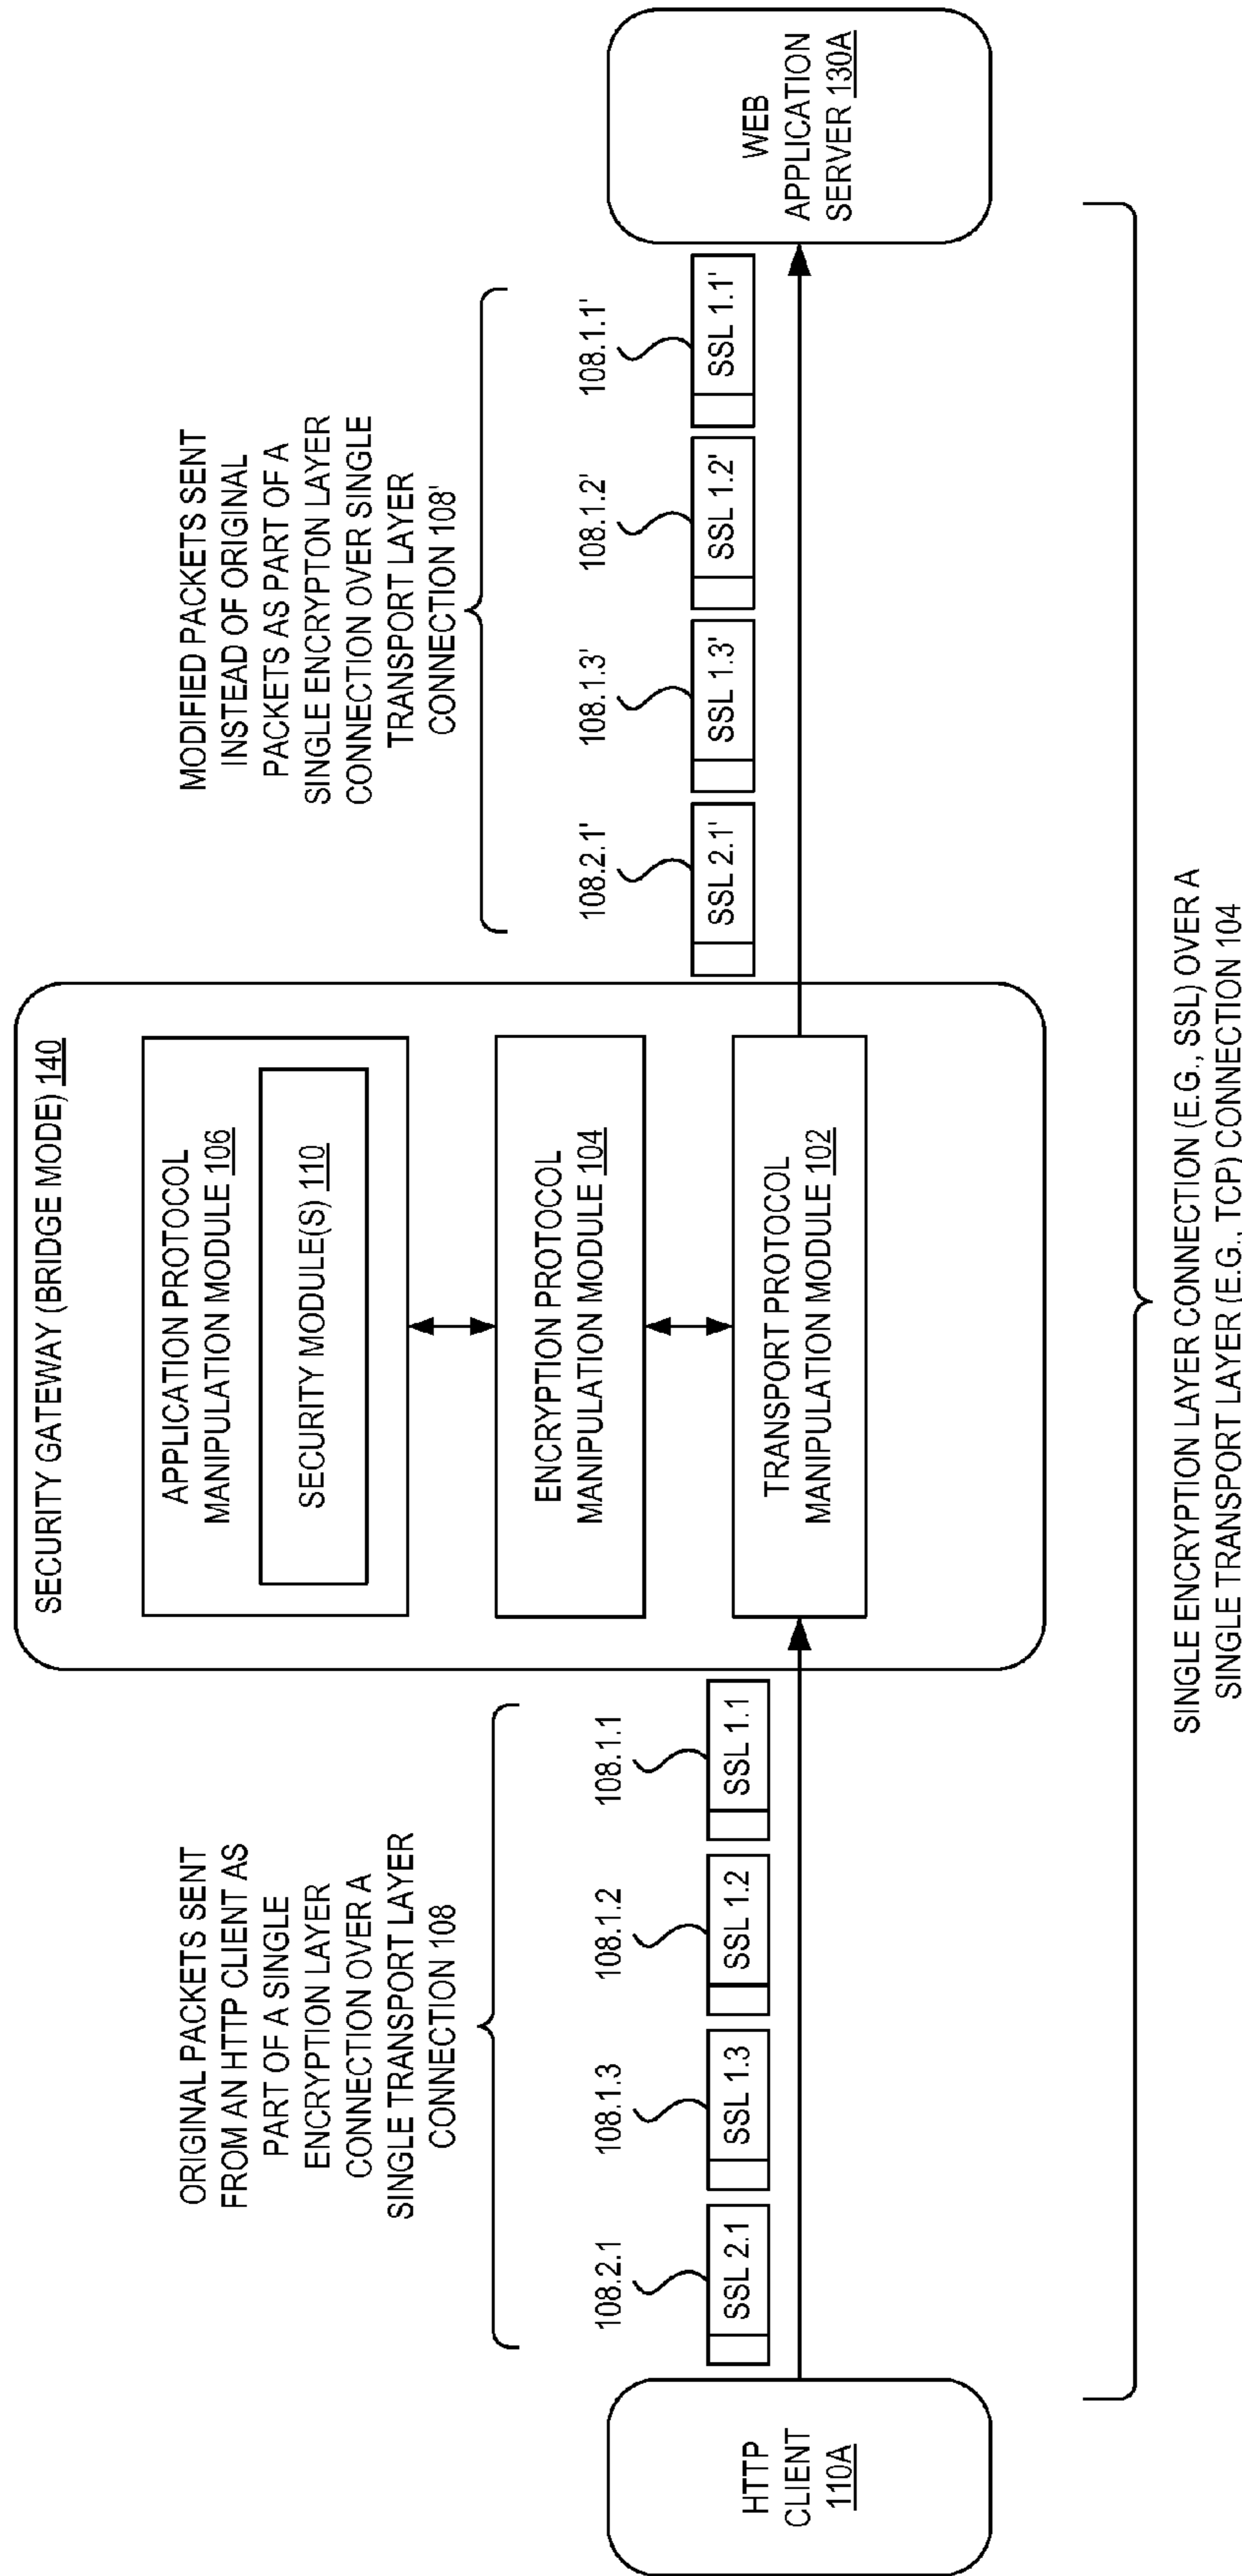 SECURITY GATEWAY (BRIDGE MODE) 140
APPLICATION PROTOCOL
MANIPULATION MODULE 106
SECURITY MODULE(S) 110
ENCRYPTION PROTOCOL
MANIPULATION MODULE 104
TRANSPORT PROTOCOL
MANIPULATION MODULE 102
ORIGINAL PACKETS SENT
FROM AN HTTP CLIENT AS
PART OF A SINGLE
ENCRYPTION LAYER
CONNECTION OVER A
SINGLE TRANSPORT LAYER
CONNECTION 108
108.2.1
108.1.3
108.1.2
108.1.1
SSL 2.1
SSL 1.3
SSL 1.2
SSL 1.1
HTTP
CLIENT
110A
MODIFIED PACKETS SENT
INSTEAD OF ORIGINAL
PACKETS AS PART OF A
SINGLE ENCRYPTON LAYER
CONNECTION OVER SINGLE
TRANSPORT LAYER
CONNECTION 108'
108.2.1'
108.1.3'
108.1.2'
108.1.1'
SSL 2.1'
SSL 1.3'
SSL 1.2'
SSL 1.1'
WEB
APPLICATION
SERVER 130A
SINGLE ENCRYPTION LAYER CONNECTION (E.G., SSL) OVER A
SINGLE TRANSPORT LAYER (E.G., TCP) CONNECTION 104